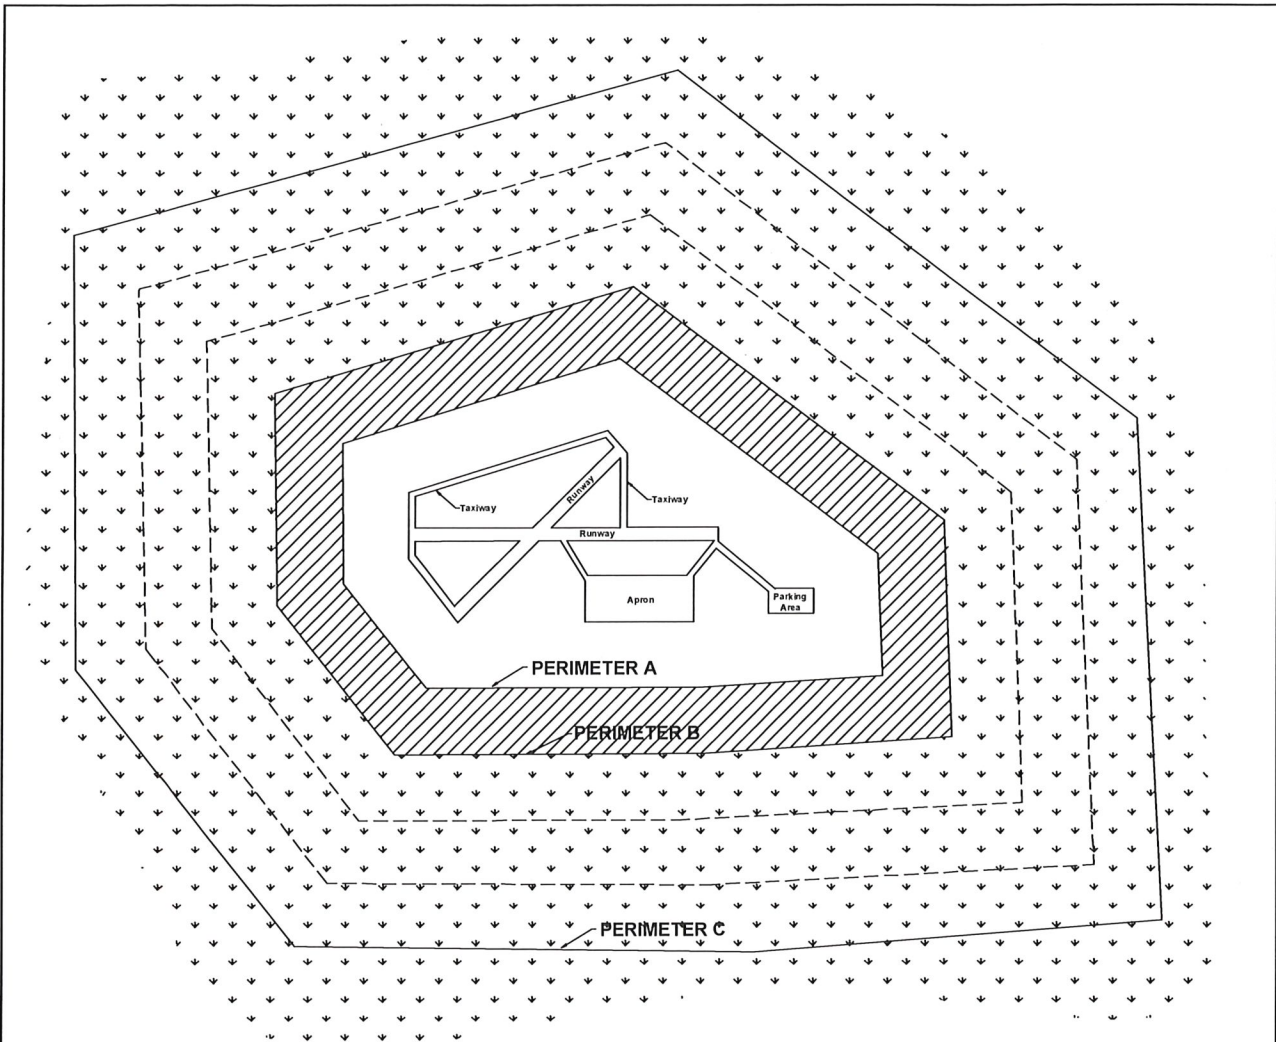 Runway
Taxiway
Taxiway
Runway
Apron
Parking
Area
PERIMETER A
PERIMETER B
PERIMETER C